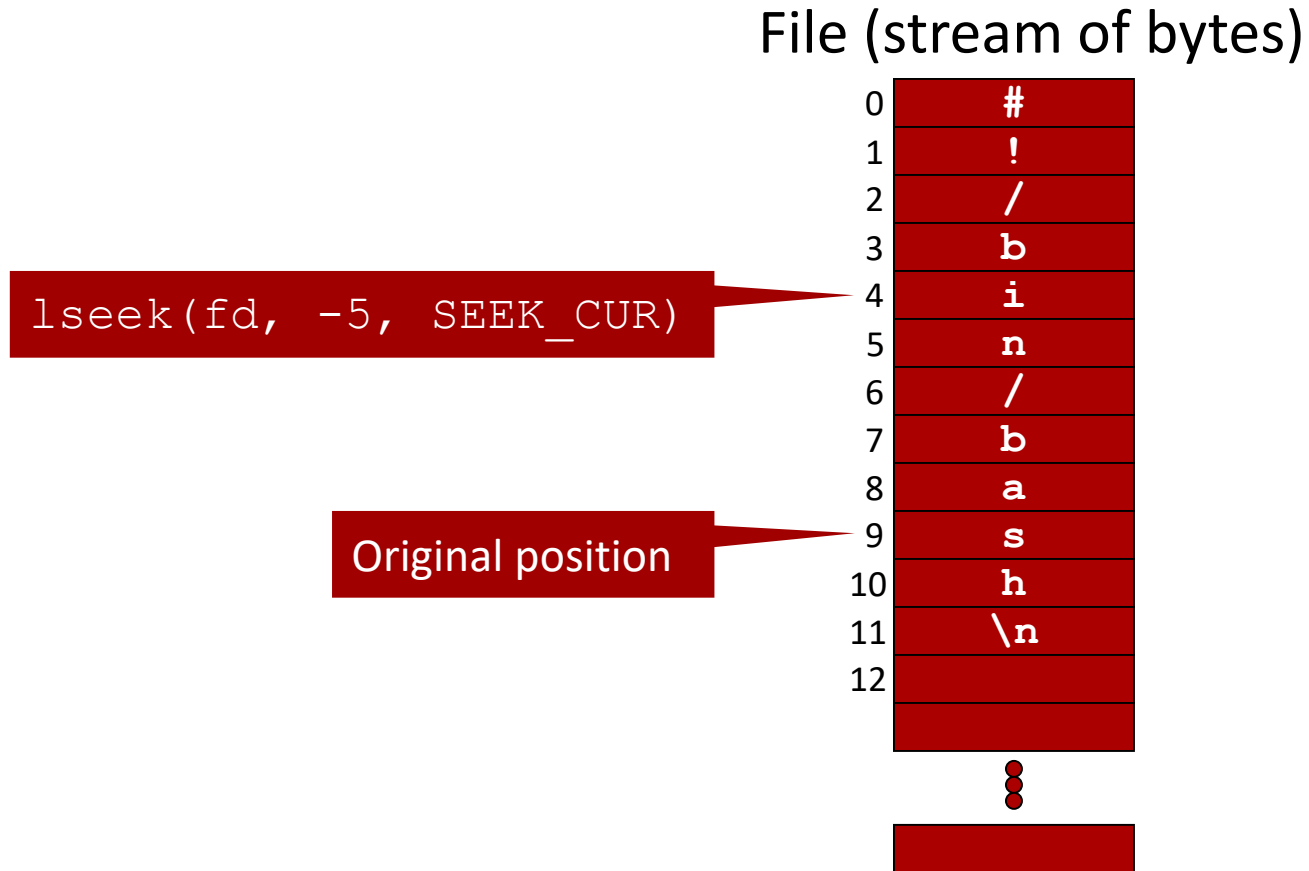 File (stream of bytes)
0 #
1 !
2 /
3 b
lseek(fd, -5, SEEK_CUR) 4 i
5 n
6 /
7 b
8 a
Original position 9 s
10 h
11 \n
12